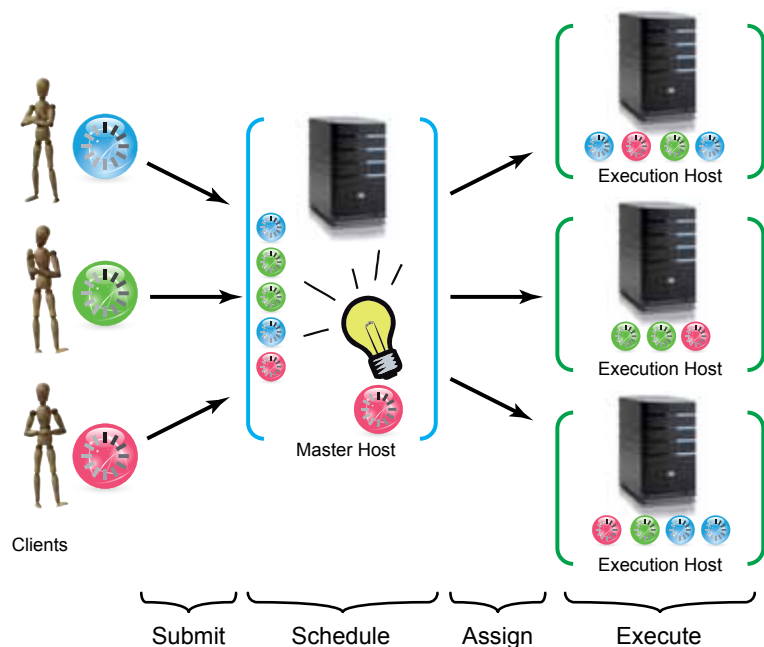 Execution Host
Execution Host
Master Host
Clients
Execution Host
Submit
Schedule
Assign
Execute